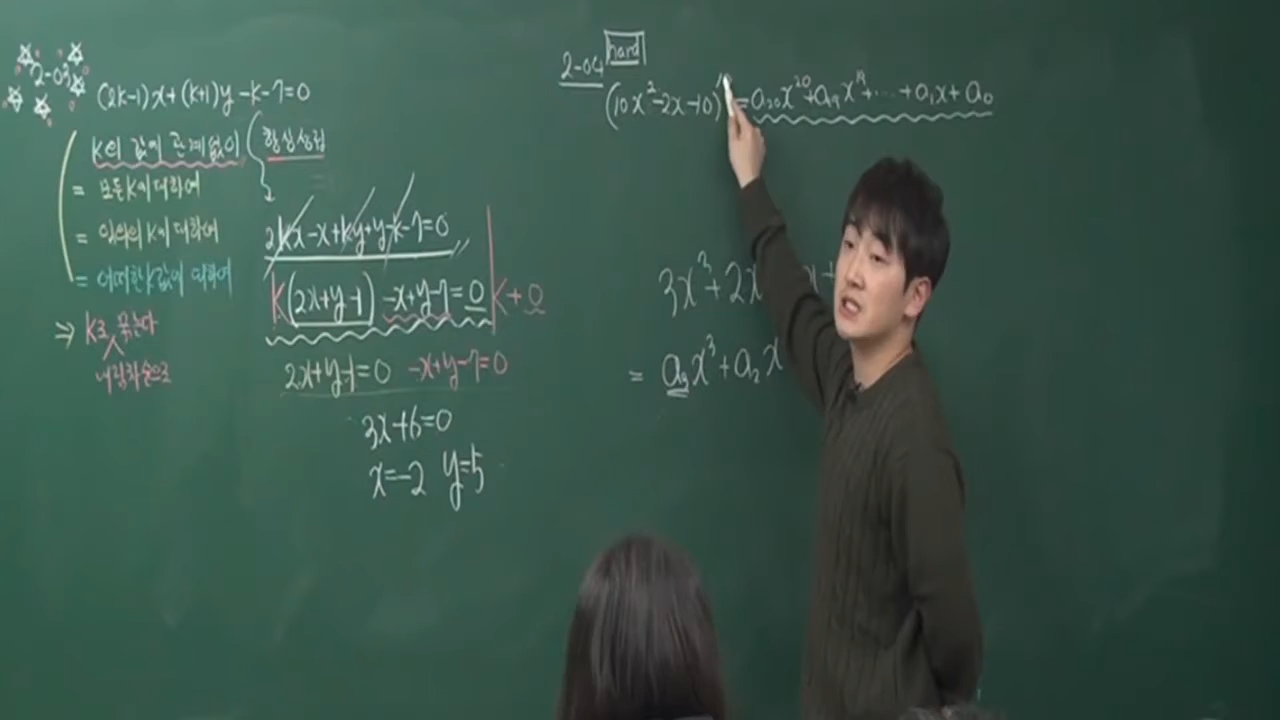 2-03
(2k-1)x+(k+1)y-k-7=0
k의 값에 관계없이
항상성립
= 모든 k에 대하여
= 임의의 k에 대하여
= 어떠한 k값에 대하여
⇒ k로 묶는다
내림차순으로
2kx-x+ky+y-k-7=0
k(2x+y-1)-x+y-7=0k+0
2x+y-1=0 -x+y-7=0
3x+6=0
x=-2 y=5
2-04 hard
(10x²-2x-10) =a₂₀x²⁰+a₁₉x¹⁹+…+a₁x+a₀
3x³+2x x+
= a₃x³+a₂x